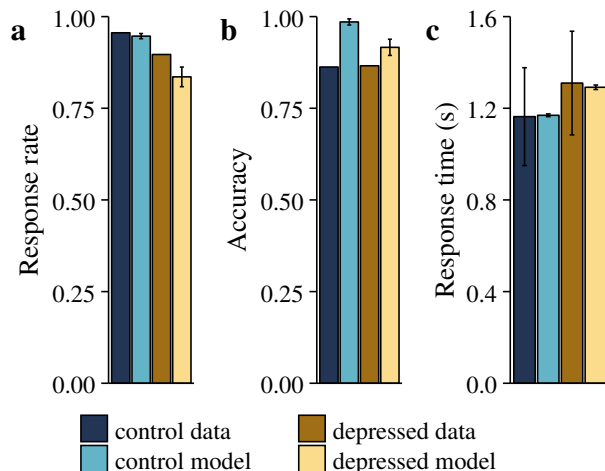 a
b
c
Response rate
1.00
0.75
0.50
0.25
0.00
Accuracy
1.00
0.75
0.50
0.25
0.00
Response time (s)
1.6
1.2
0.8
0.4
0.0
control data
depressed data
control model
depressed model